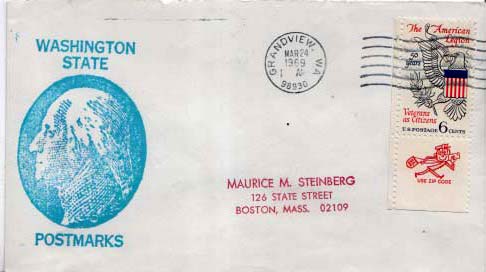 WASHINGTON
STATE
POSTMARKS
GRANDVIEW, WA
MAR 24
1969
98930
The American
Legion
50
years
Veterans
as Citizens
U.S. POSTAGE 6 CENTS
USE ZIP CODE
MAURICE M. STEINBERG
126 STATE STREET
BOSTON, MASS. 02109